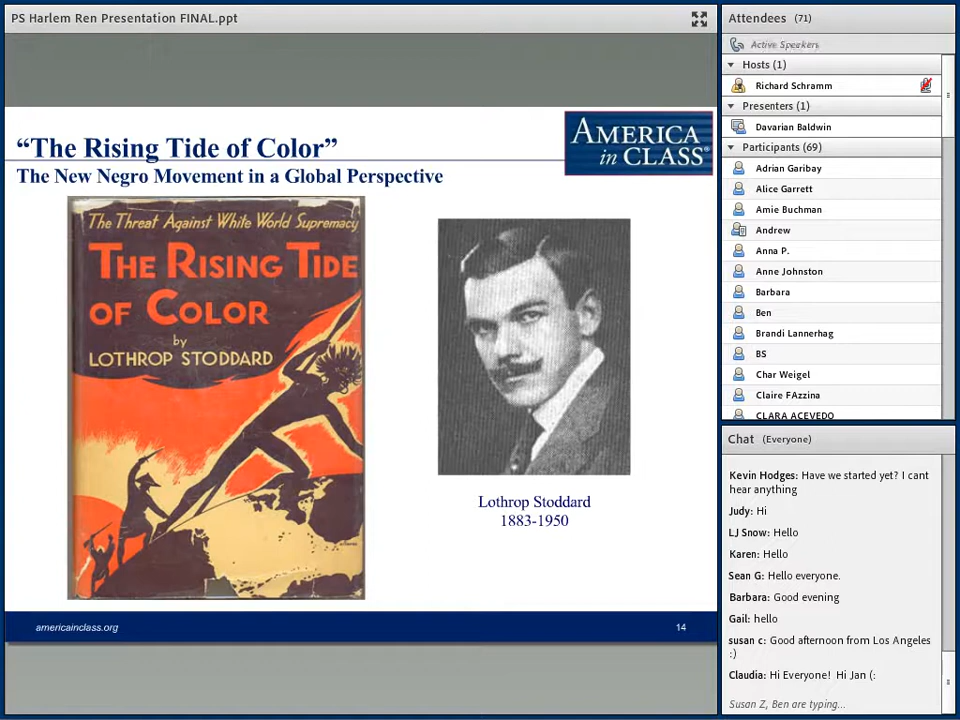 PS Harlem Ren Presentation FINAL.ppt
“The Rising Tide of Color”
The New Negro Movement in a Global Perspective
AMERICA
in CLASS®
The Threat Against White World Supremacy
THE RISING TIDE
OF COLOR
by
LOTHROP STODDARD
Lothrop Stoddard
1883-1950
americainclass.org
14
Attendees (71)
Active Speakers
Hosts (1)
Richard Schramm
Presenters (1)
Davarian Baldwin
Participants (69)
Adrian Garibay
Alice Garrett
Amie Buchman
Andrew
Anna P.
Anne Johnston
Barbara
Ben
Brandi Lannerhag
BS
Char Weigel
Claire FAzzina
CLARA ACEVEDO
Chat (Everyone)
Kevin Hodges: Have we started yet? I cant
hear anything
Judy: Hi
LJ Snow: Hello
Karen: Hello
Sean G: Hello everyone.
Barbara: Good evening
Gail: hello
susan c: Good afternoon from Los Angeles
:)
Claudia: Hi Everyone! Hi Jan (:
Susan Z, Ben are typing...